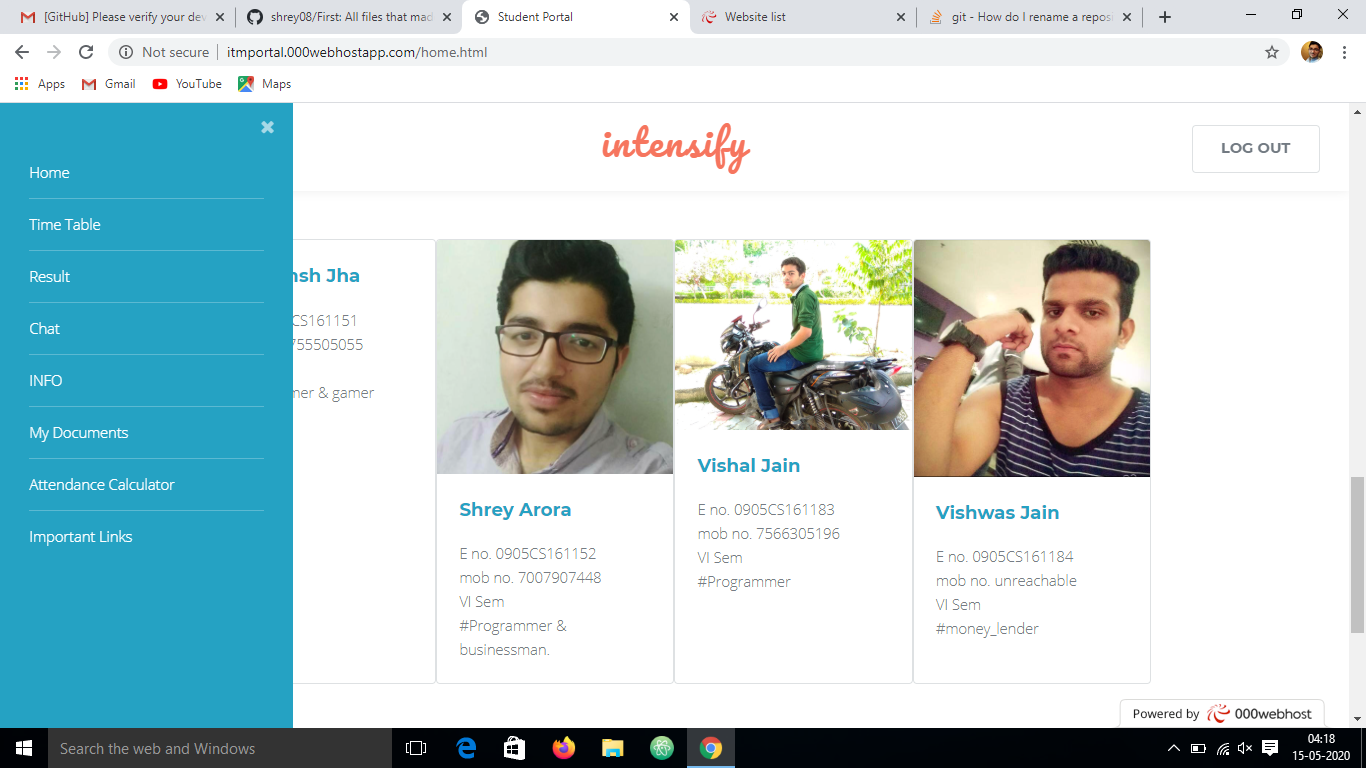 [GitHub] Please verify your dev
shrey08/First: All files that mad
Student Portal
Website list
git - How do I rename a reposi
Not secure
itmportal.000webhostapp.com/home.html
Apps
Gmail
YouTube
Maps
Home
Time Table
Result
Chat
INFO
My Documents
Attendance Calculator
Important Links
intensify
LOG OUT
nsh Jha
CS161151
755505055
mer & gamer
Shrey Arora
E no. 0905CS161152
mob no. 7007907448
VI Sem
#Programmer &
businessman.
Vishal Jain
E no. 0905CS161183
mob no. 7566305196
VI Sem
#Programmer
Vishwas Jain
E no. 0905CS161184
mob no. unreachable
VI Sem
#money_lender
Powered by 000webhost
Search the web and Windows
04:18
15-05-2020